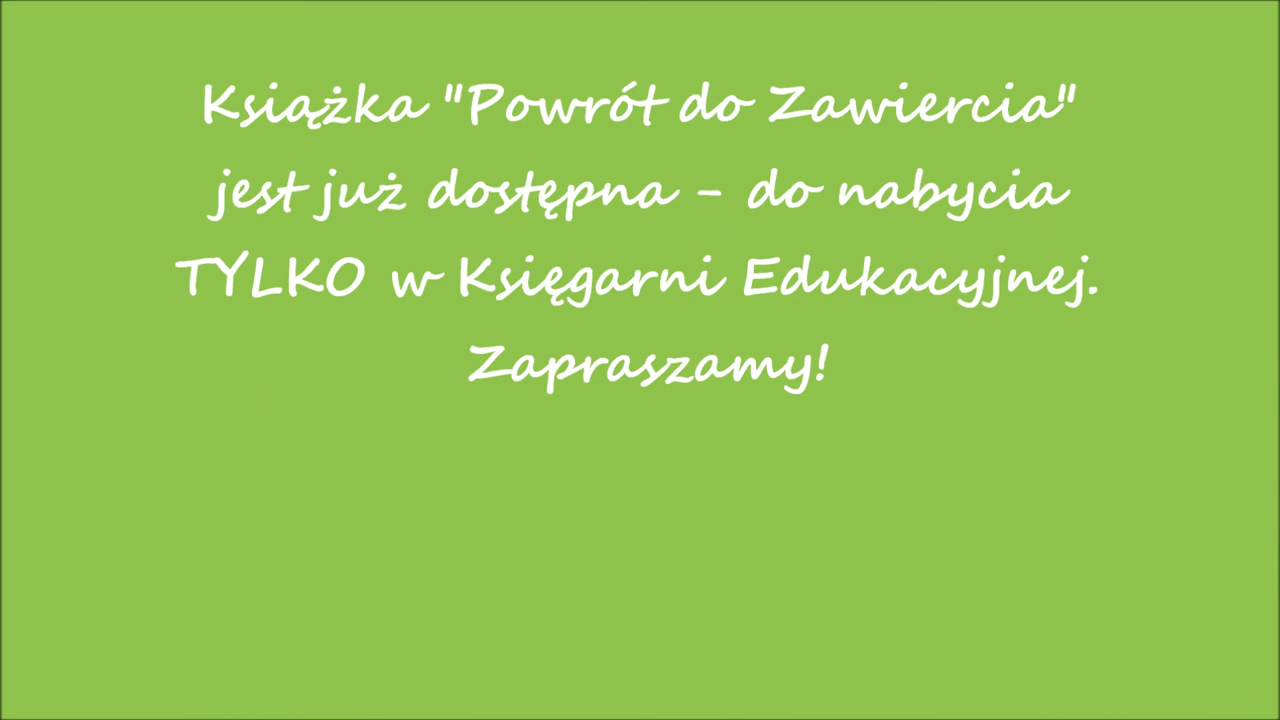 Książka "Powrót do Zawiercia"
jest już dostępna - do nabycia
TYLKO w Księgarni Edukacyjnej.
Zapraszamy!